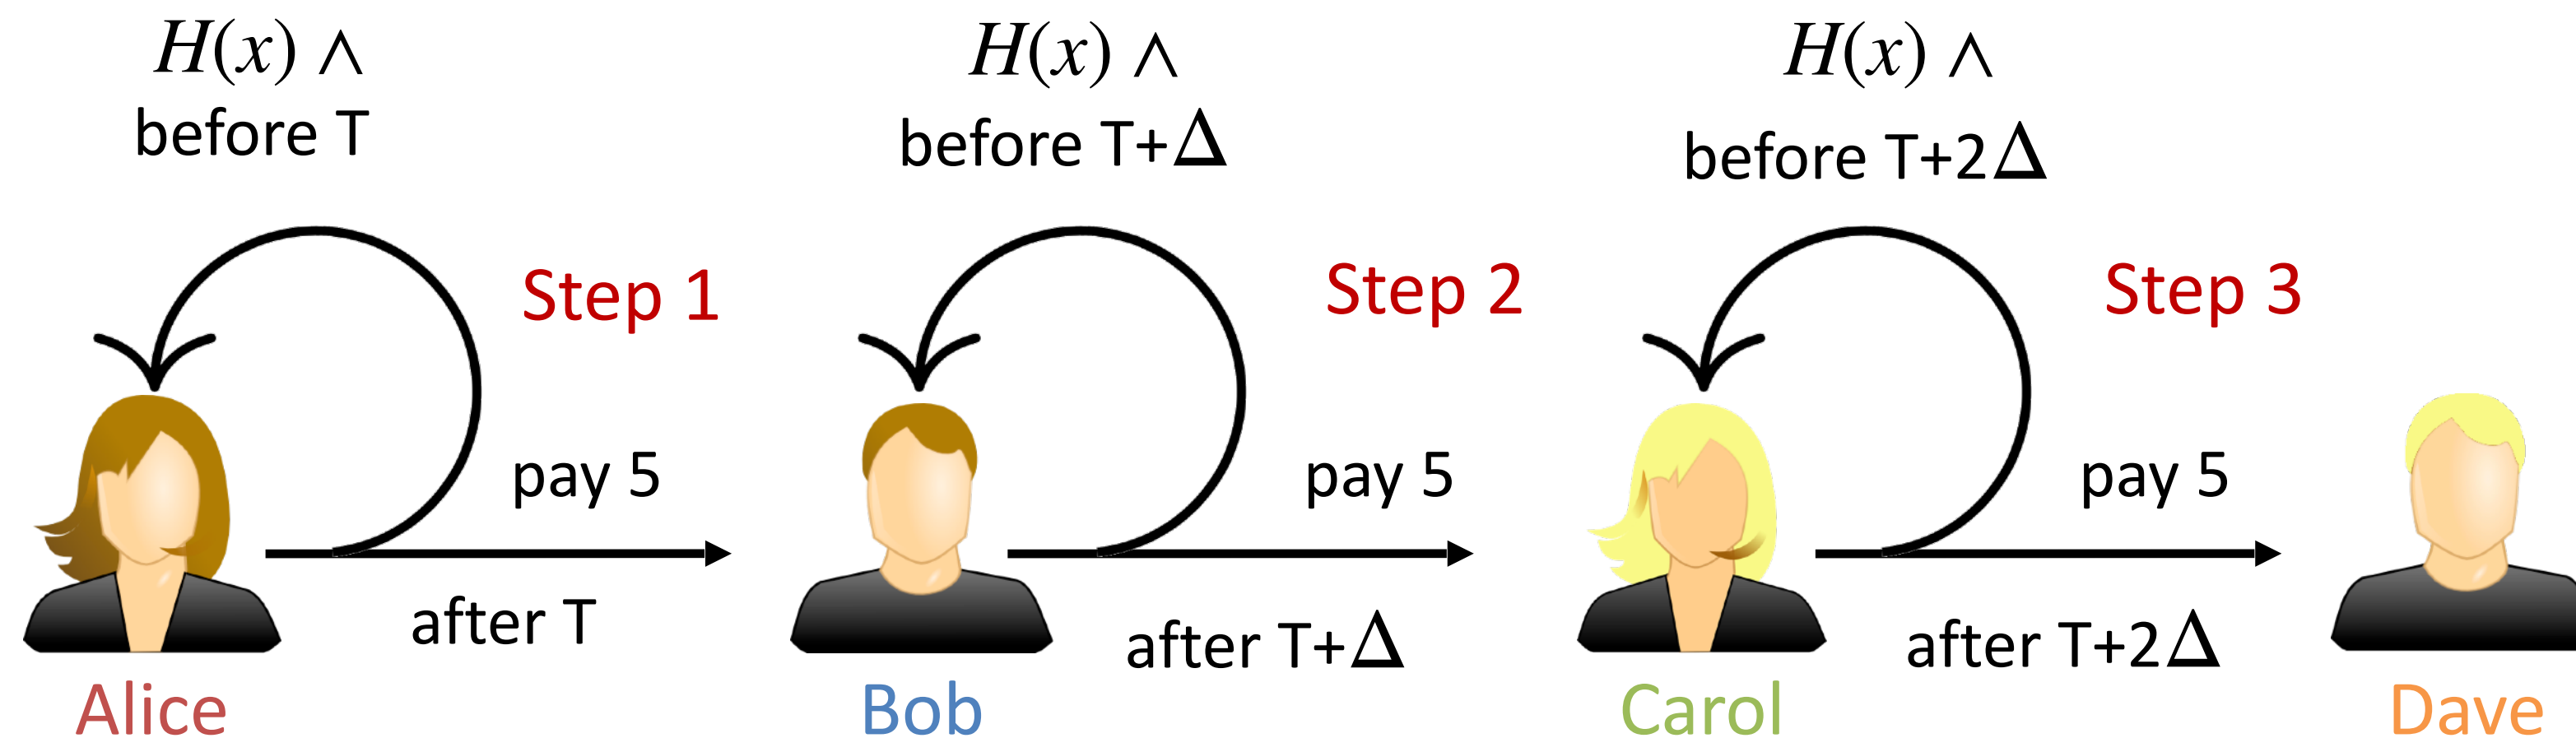 H(x) ∧
before T
H(x) ∧
before T+Δ
H(x) ∧
before T+2Δ
Step 1
Step 2
Step 3
pay 5
pay 5
pay 5
after T
after T+Δ
after T+2Δ
Alice
Bob
Carol
Dave